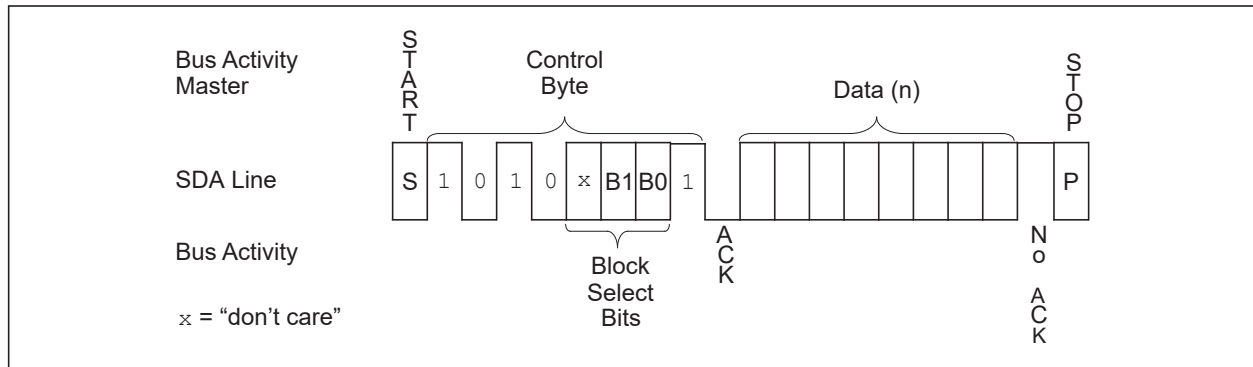 START
Bus Activity
Master
Control
Byte
Data (n)
STOP
SDA Line
S 1 0 1 0 x B1 B0 1 P
Bus Activity
ACK
No ACK
Block
Select
Bits
x = “don’t care”